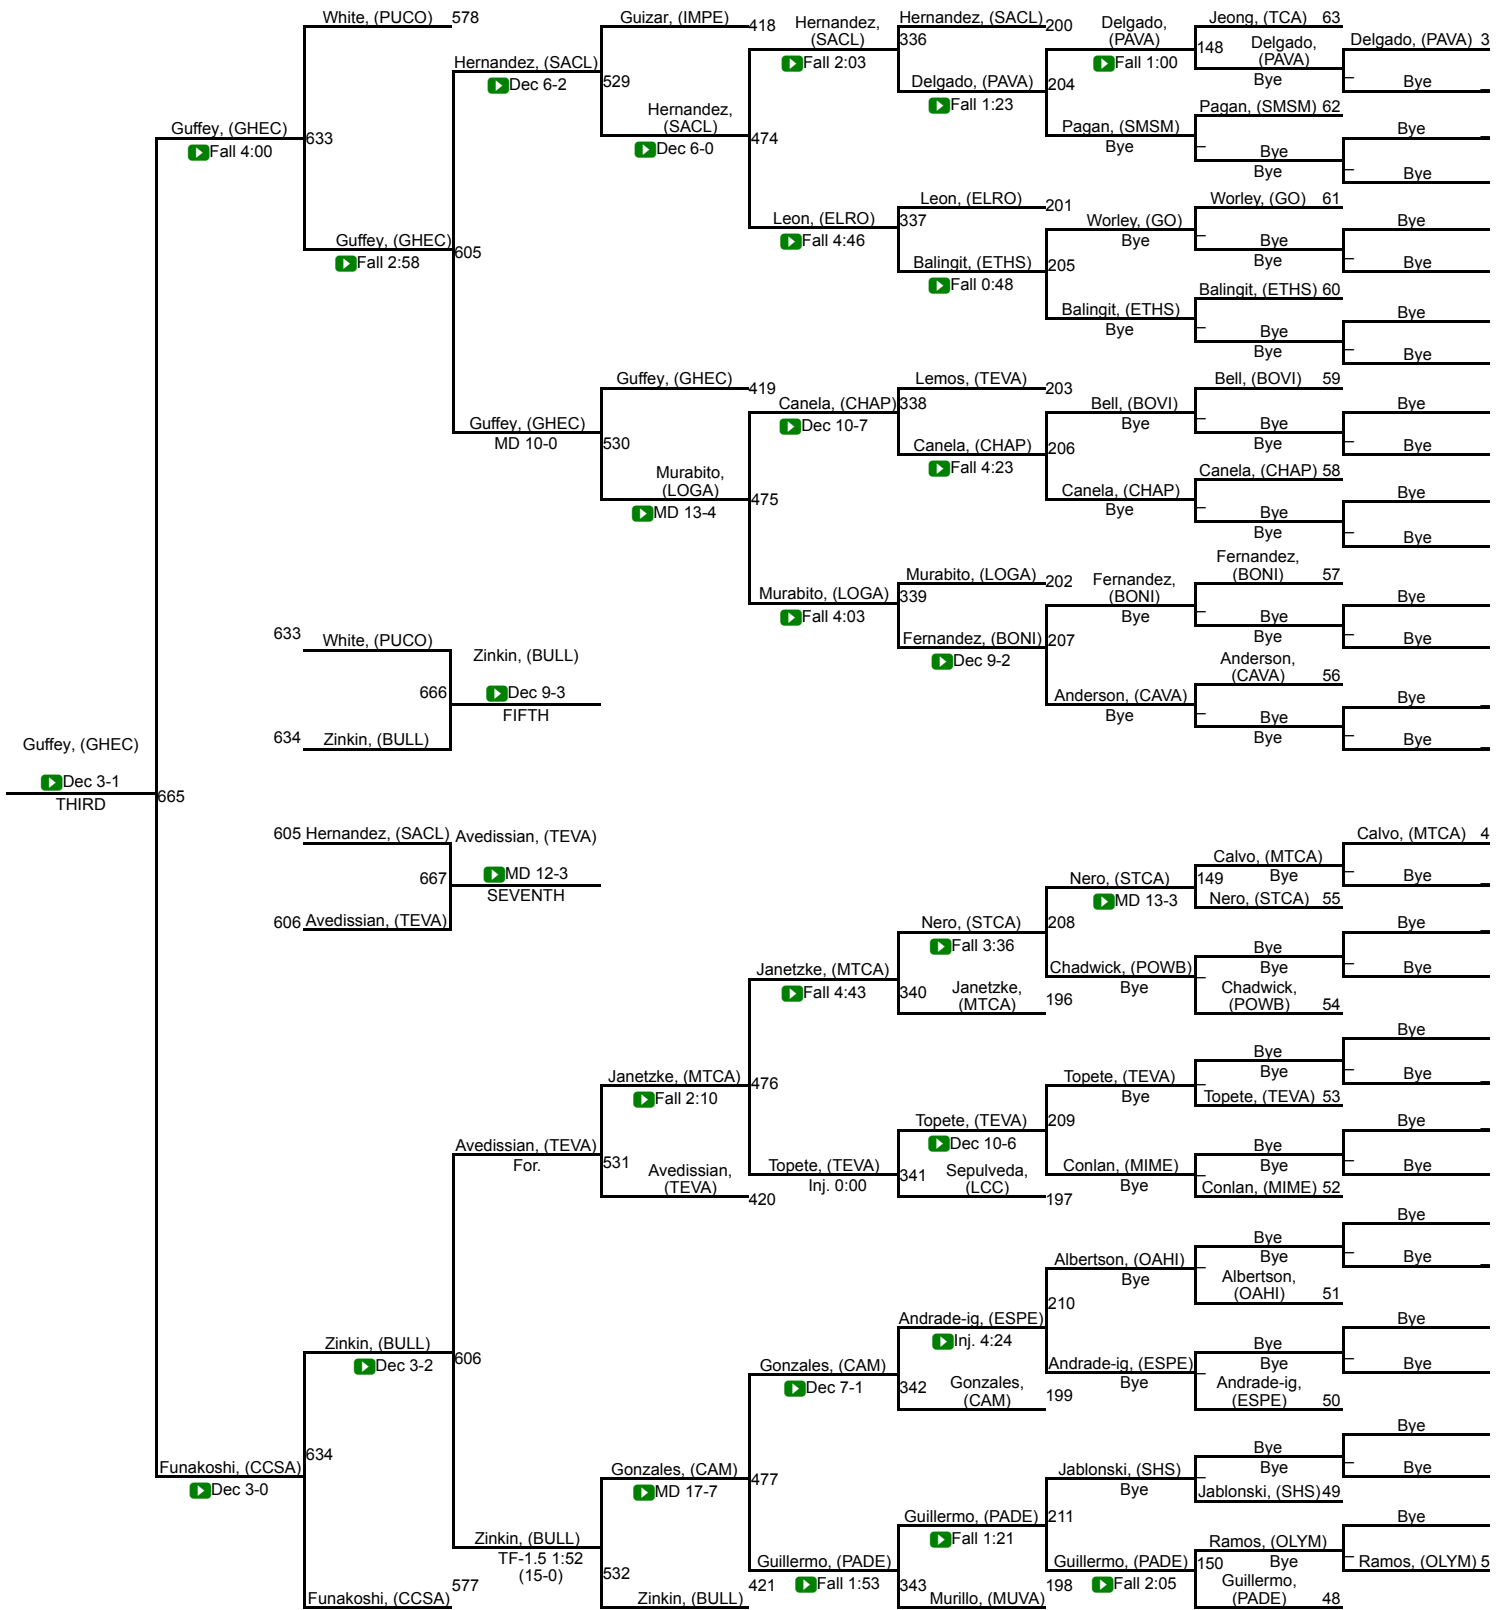 White, (PUCO) 578
Guizar, (IMPE) 418
Hernandez, (SACL)
Fall 2:03
Hernandez, (SACL) 200
336
Delgado, (PAVA)
Fall 1:00
Jeong, (TCA) 63
148
Delgado, (PAVA)
Bye
Delgado, (PAVA) 3
Bye
Hernandez, (SACL)
Dec 6-2
529
Delgado, (PAVA)
Fall 1:23
204
Hernandez, (SACL)
Dec 6-0
474
Pagan, (SMSM)
Bye
Pagan, (SMSM) 62
Bye
Bye
Bye
Bye
Guffey, (GHEC)
Fall 4:00
633
Leon, (ELRO)
Fall 4:46
Leon, (ELRO) 201
337
Worley, (GO)
Bye
Worley, (GO) 61
Bye
Bye
Bye
Bye
Guffey, (GHEC)
Fall 2:58
605
Balingit, (ETHS)
Fall 0:48
205
Balingit, (ETHS)
Bye
Balingit, (ETHS) 60
Bye
Bye
Bye
Bye
Guffey, (GHEC) 419
Canela, (CHAP)
Dec 10-7
Lemos, (TEVA) 203
338
Bell, (BOVI)
Bye
Bell, (BOVI) 59
Bye
Bye
Bye
Bye
Guffey, (GHEC)
MD 10-0
530
Canela, (CHAP)
Fall 4:23
206
Murabito, (LOGA)
MD 13-4
475
Canela, (CHAP)
Bye
Canela, (CHAP) 58
Bye
Bye
Bye
Bye
Murabito, (LOGA)
Fall 4:03
Murabito, (LOGA) 202
339
Fernandez, (BONI)
Bye
Fernandez, (BONI) 57
Bye
Bye
Bye
Bye
Fernandez, (BONI)
Dec 9-2
207
Anderson, (CAVA)
Bye
Anderson, (CAVA) 56
Bye
Bye
Bye
Bye
633 White, (PUCO)
Zinkin, (BULL)
666
Dec 9-3
FIFTH
634 Zinkin, (BULL)
Guffey, (GHEC)
Dec 3-1
THIRD
665
605 Hernandez, (SACL)
Avedissian, (TEVA)
667
MD 12-3
SEVENTH
606 Avedissian, (TEVA)
Calvo, (MTCA) 4
Calvo, (MTCA)
Bye
Bye
149
Nero, (STCA)
MD 13-3
Nero, (STCA) 55
Nero, (STCA)
Fall 3:36
208
Bye
Bye
Bye
Bye
Chadwick, (POWB)
Bye
Chadwick, (POWB) 54
Janetzke, (MTCA)
Fall 4:43
340
Janetzke, (MTCA) 196
Bye
Bye
Bye
Bye
Janetzke, (MTCA)
Fall 2:10
476
Topete, (TEVA)
Bye
Topete, (TEVA) 53
Topete, (TEVA)
Dec 10-6
209
Bye
Bye
Bye
Bye
Avedissian, (TEVA)
For.
531
Avedissian, (TEVA)
420
Topete, (TEVA)
Inj. 0:00
341
Sepulveda, (LCC)
197
Conlan, (MIME)
Bye
Conlan, (MIME) 52
Bye
Bye
Bye
Bye
Albertson, (OAHI)
Bye
Albertson, (OAHI) 51
Andrade-ig, (ESPE)
Inj. 4:24
210
Bye
Bye
Bye
Bye
Zinkin, (BULL)
Dec 3-2
606
Gonzales, (CAM)
Dec 7-1
342
Gonzales, (CAM)
199
Andrade-ig, (ESPE)
Bye
Andrade-ig, (ESPE) 50
Bye
Bye
Bye
Bye
Funakoshi, (CCSA)
Dec 3-0
634
Gonzales, (CAM)
MD 17-7
477
Jablonski, (SHS)
Bye
Jablonski, (SHS) 49
Guillermo, (PADE)
Fall 1:21
211
Zinkin, (BULL)
TF-1.5 1:52
(15-0)
532
Guillermo, (PADE)
Fall 1:53
343
Guillermo, (PADE)
Fall 2:05
150
Ramos, (OLYM)
Bye
Bye
Ramos, (OLYM) 5
Guillermo, (PADE) 48
Funakoshi, (CCSA) 577
Zinkin, (BULL) 421
Murillo, (MUVA) 198